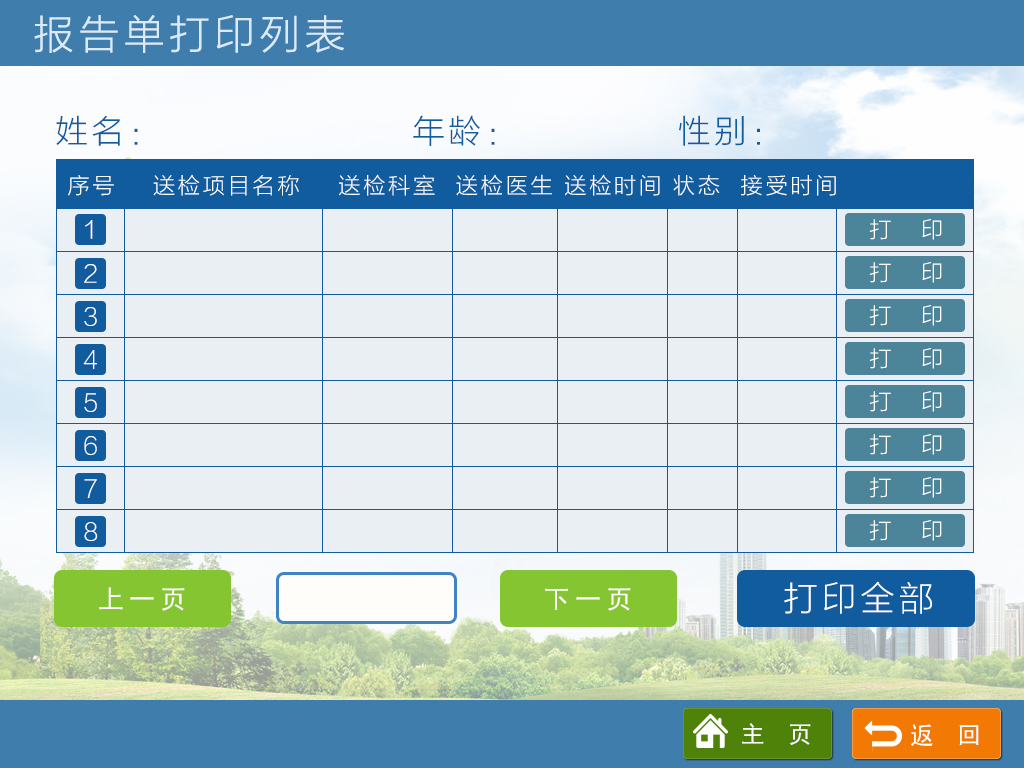 报告单打印列表
姓名: 年龄: 性别:
序号 送检项目名称 送检科室 送检医生 送检时间 状态 接受时间
1 打 印
2 打 印
3 打 印
4 打 印
5 打 印
6 打 印
7 打 印
8 打 印
上一页 下一页 打印全部
主 页 返 回